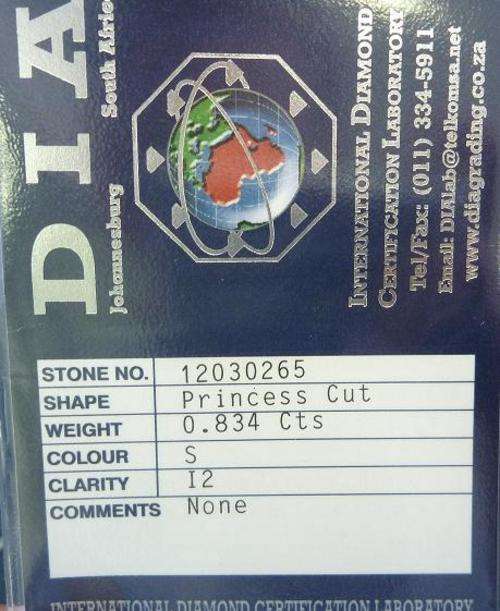 DIA
Johannesburg South Africa
INTERNATIONAL DIAMOND
CERTIFICATION LABORATORY
Tel/Fax: (011) 334-5911
Email: DIAlab@telkomsa.net
www.diagrading.co.za
STONE NO. 12030265
SHAPE Princess Cut
WEIGHT 0.834 Cts
COLOUR S
CLARITY I2
COMMENTS None
INTERNATIONAL DIAMOND CERTIFICATION LABORATORY